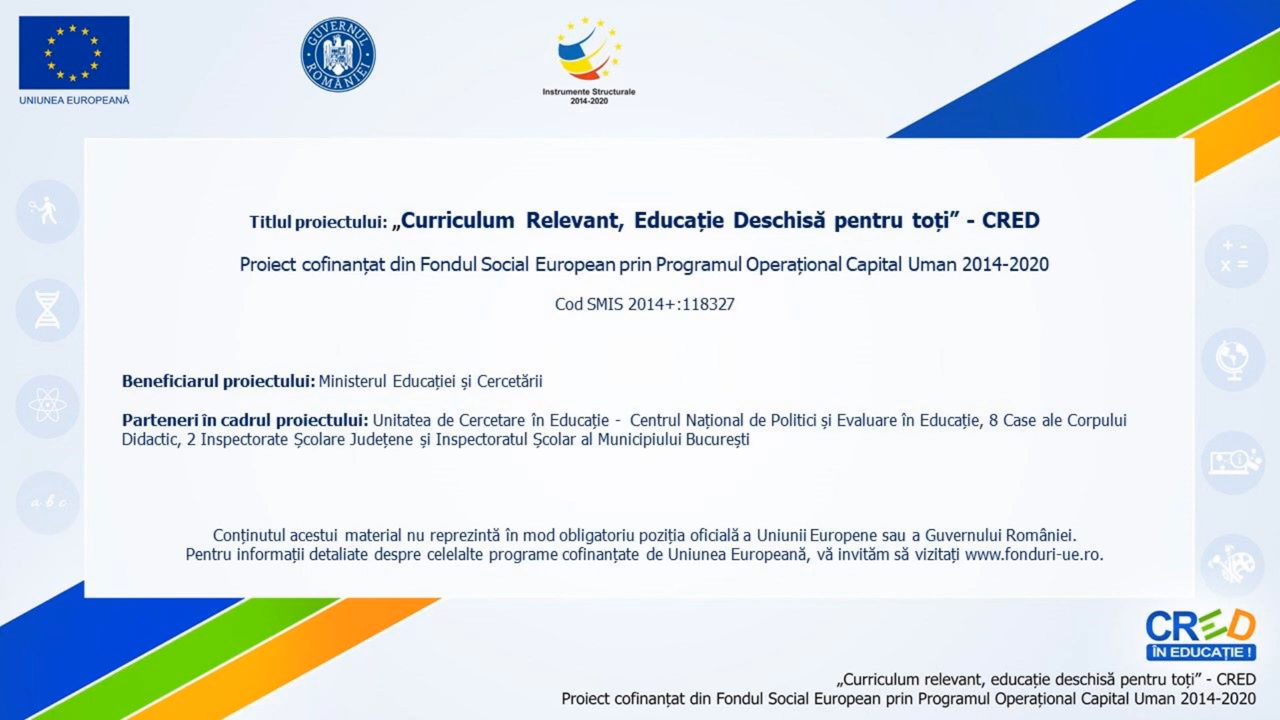 UNIUNEA EUROPEANĂ
GUVERNUL ROMÂNIEI
Instrumente Structurale
2014-2020
Titlul proiectului: „Curriculum Relevant, Educație Deschisă pentru toți” - CRED
Proiect cofinanțat din Fondul Social European prin Programul Operațional Capital Uman 2014-2020
Cod SMIS 2014+:118327
+ -
x =
Beneficiarul proiectului: Ministerul Educației și Cercetării
Parteneri în cadrul proiectului: Unitatea de Cercetare în Educație - Centrul Național de Politici și Evaluare în Educație, 8 Case ale Corpului
Didactic, 2 Inspectorate Școlare Județene și Inspectoratul Școlar al Municipiului București
a b c
Conținutul acestui material nu reprezintă în mod obligatoriu poziția oficială a Uniunii Europene sau a Guvernului României.
Pentru informații detaliate despre celelalte programe cofinanțate de Uniunea Europeană, vă invităm să vizitați www.fonduri-ue.ro.
CRED
ÎN EDUCAȚIE !
„Curriculum relevant, educație deschisă pentru toți” - CRED
Proiect cofinanțat din Fondul Social European prin Programul Operațional Capital Uman 2014-2020